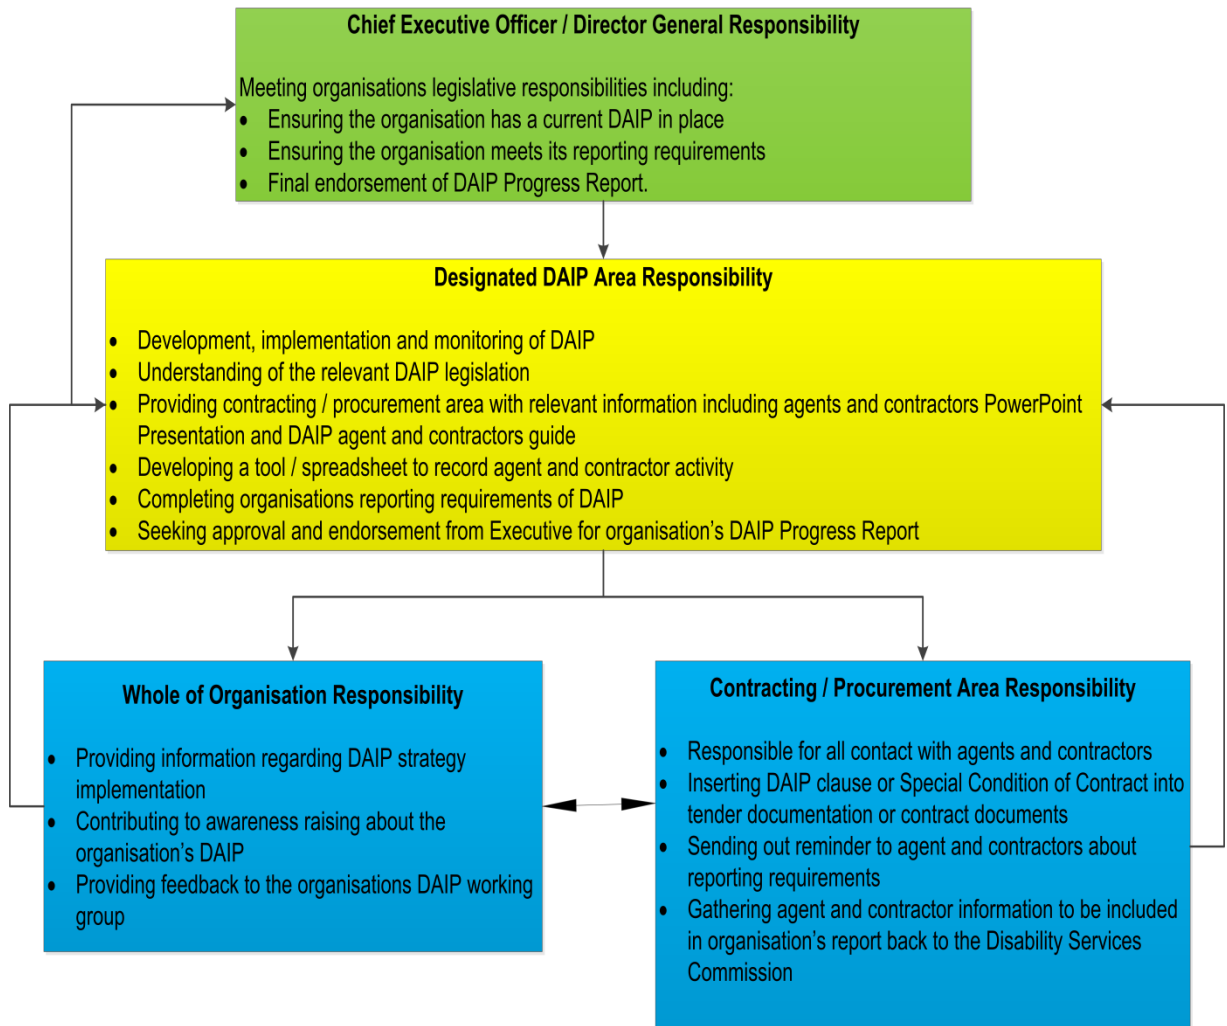 Chief Executive Officer / Director General Responsibility
Meeting organisations legislative responsibilities including:
• Ensuring the organisation has a current DAIP in place
• Ensuring the organisation meets its reporting requirements
• Final endorsement of DAIP Progress Report.
Designated DAIP Area Responsibility
• Development, implementation and monitoring of DAIP
• Understanding of the relevant DAIP legislation
• Providing contracting / procurement area with relevant information including agents and contractors PowerPoint
Presentation and DAIP agent and contractors guide
• Developing a tool / spreadsheet to record agent and contractor activity
• Completing organisations reporting requirements of DAIP
• Seeking approval and endorsement from Executive for organisation’s DAIP Progress Report
Whole of Organisation Responsibility
• Providing information regarding DAIP strategy
implementation
• Contributing to awareness raising about the
organisation’s DAIP
• Providing feedback to the organisations DAIP working
group
Contracting / Procurement Area Responsibility
• Responsible for all contact with agents and contractors
• Inserting DAIP clause or Special Condition of Contract into
tender documentation or contract documents
• Sending out reminder to agent and contractors about
reporting requirements
• Gathering agent and contractor information to be included
in organisation’s report back to the Disability Services
Commission